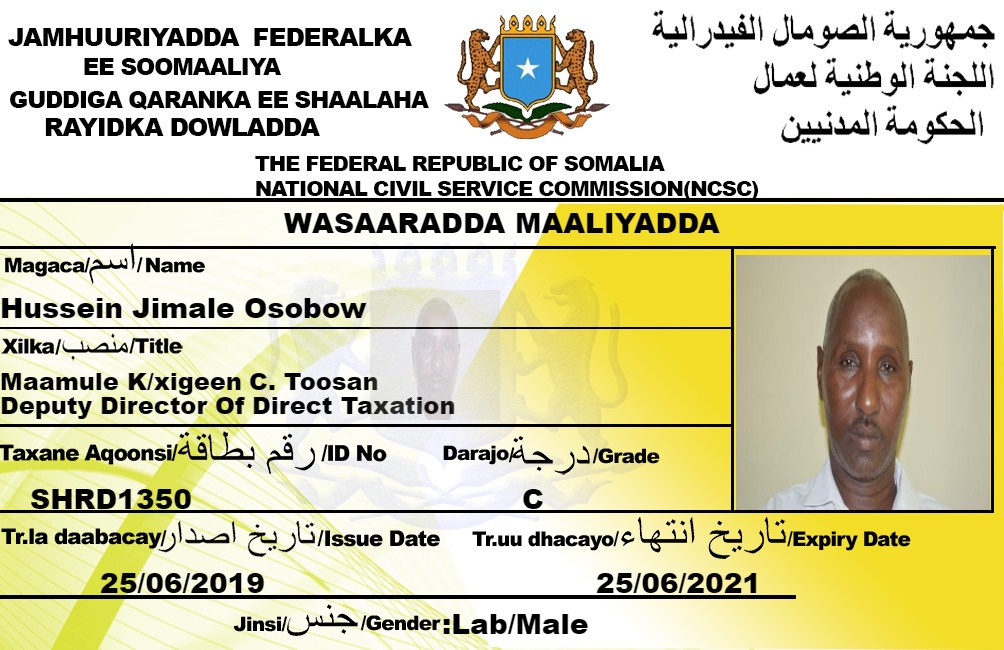 JAMHUURIYADDA FEDERALKA
EE SOOMAALIYA
GUDDIGA QARANKA EE SHAALAHA
RAYIDKA DOWLADDA
جمهورية الصومال الفيدرالية
اللجنة الوطنية لعمال
الحكومة المدنيين
THE FEDERAL REPUBLIC OF SOMALIA
NATIONAL CIVIL SERVICE COMMISSION(NCSC)
WASAARADDA MAALIYADDA
Magaca/اسم/Name
Hussein Jimale Osobow
Xilka/منصب/Title
Maamule K/xigeen C. Toosan
Deputy Director Of Direct Taxation
Taxane Aqoonsi/رقم بطاقة/ID No Darajo/درجة/Grade
SHRD1350 C
Tr.la daabacay/تاريخ اصدار/Issue Date Tr.uu dhacayo/تاريخ انتهاء/Expiry Date
25/06/2019 25/06/2021
Jinsi/جنس/Gender:Lab/Male